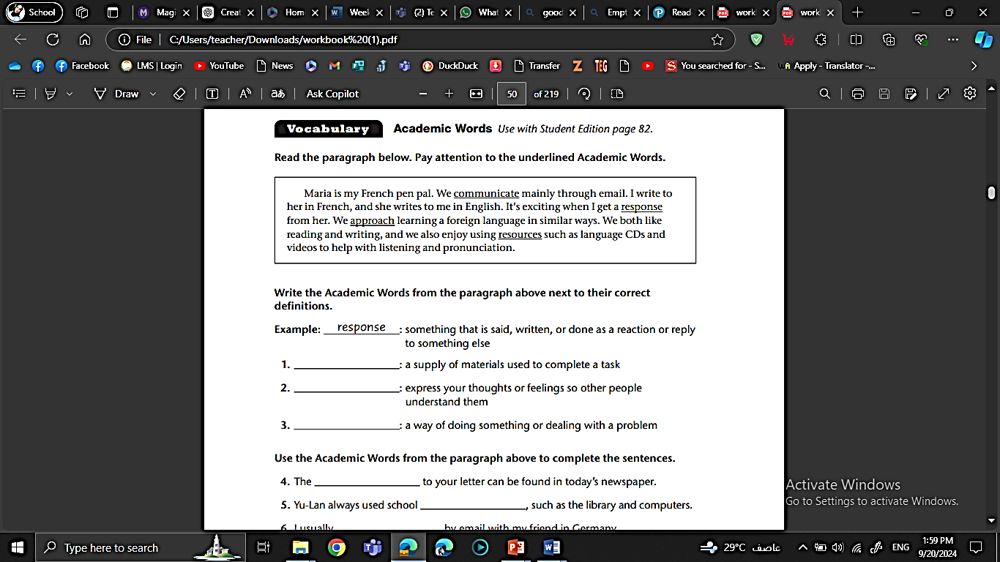 School
Magi
Creat
Hom
Weel
(2) Te
What
good
Empt
Read
work
work
File
C:/Users/teacher/Downloads/workbook%20(1).pdf
Facebook
LMS | Login
YouTube
News
DuckDuck
Transfer
TEG
You searched for - S...
Apply - Translator -...
Draw
Ask Copilot
50 of 219
Vocabulary Academic Words Use with Student Edition page 82.
Read the paragraph below. Pay attention to the underlined Academic Words.
Maria is my French pen pal. We communicate mainly through email. I write to
her in French, and she writes to me in English. It's exciting when I get a response
from her. We approach learning a foreign language in similar ways. We both like
reading and writing, and we also enjoy using resources such as language CDs and
videos to help with listening and pronunciation.
Write the Academic Words from the paragraph above next to their correct
definitions.
Example: response : something that is said, written, or done as a reaction or reply
to something else
1. : a supply of materials used to complete a task
2. : express your thoughts or feelings so other people
understand them
3. : a way of doing something or dealing with a problem
Use the Academic Words from the paragraph above to complete the sentences.
4. The to your letter can be found in today's newspaper.
5. Yu-Lan always used school , such as the library and computers.
6. I usually by email with my friend in Germany.
Activate Windows
Go to Settings to activate Windows.
Type here to search
29°C عاصف
ENG
1:59 PM
9/20/2024